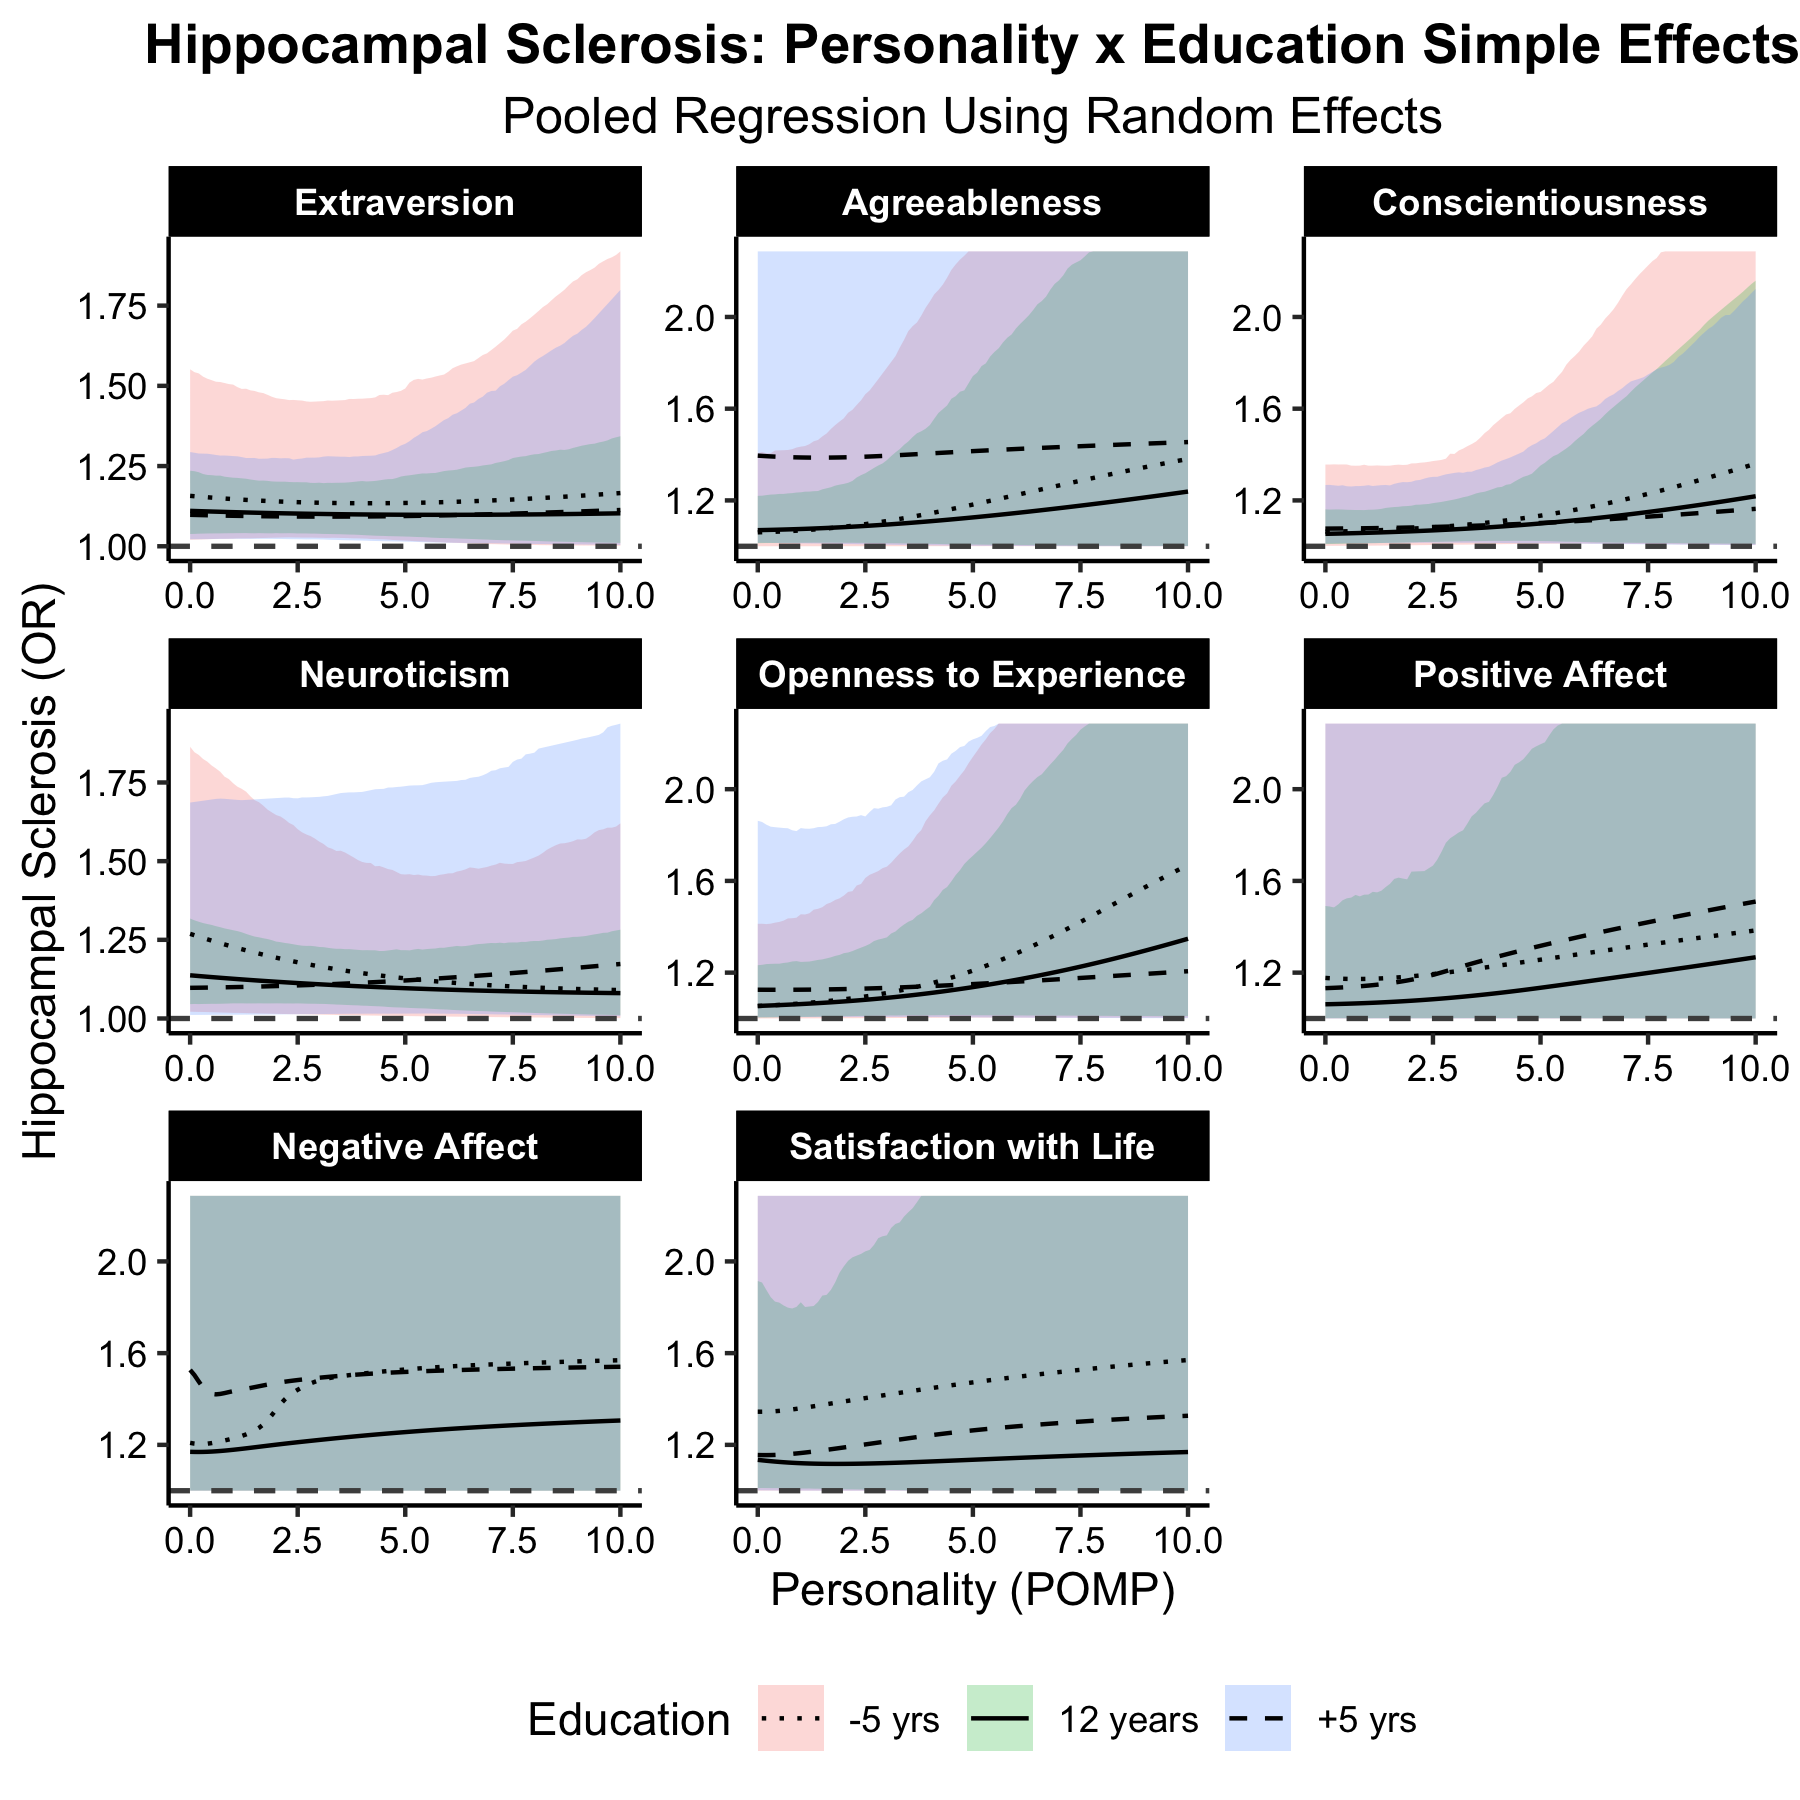 Hippocampal Sclerosis: Personality x Education Simple Effects
Pooled Regression Using Random Effects
Hippocampal Sclerosis (OR)
Extraversion
Agreeableness
Conscientiousness
1.75
1.50
1.25
1.00
2.0
1.6
1.2
2.0
1.6
1.2
0.0 2.5 5.0 7.5 10.0
0.0 2.5 5.0 7.5 10.0
0.0 2.5 5.0 7.5 10.0
Neuroticism
Openness to Experience
Positive Affect
1.75
1.50
1.25
1.00
2.0
1.6
1.2
2.0
1.6
1.2
0.0 2.5 5.0 7.5 10.0
0.0 2.5 5.0 7.5 10.0
0.0 2.5 5.0 7.5 10.0
Negative Affect
Satisfaction with Life
2.0
1.6
1.2
2.0
1.6
1.2
0.0 2.5 5.0 7.5 10.0
0.0 2.5 5.0 7.5 10.0
Personality (POMP)
Education -5 yrs 12 years +5 yrs